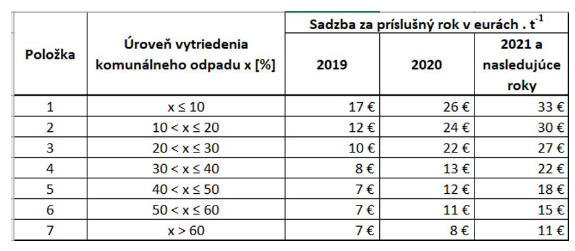 Položka Úroveň vytriedenia komunálneho odpadu x [%] Sadzba za príslušný rok v eurách . t-1
2019 2020 2021 a nasledujúce roky
1 x ≤ 10 17 € 26 € 33 €
2 10 < x ≤ 20 12 € 24 € 30 €
3 20 < x ≤ 30 10 € 22 € 27 €
4 30 < x ≤ 40 8 € 13 € 22 €
5 40 < x ≤ 50 7 € 12 € 18 €
6 50 < x ≤ 60 7 € 11 € 15 €
7 x > 60 7 € 8 € 11 €